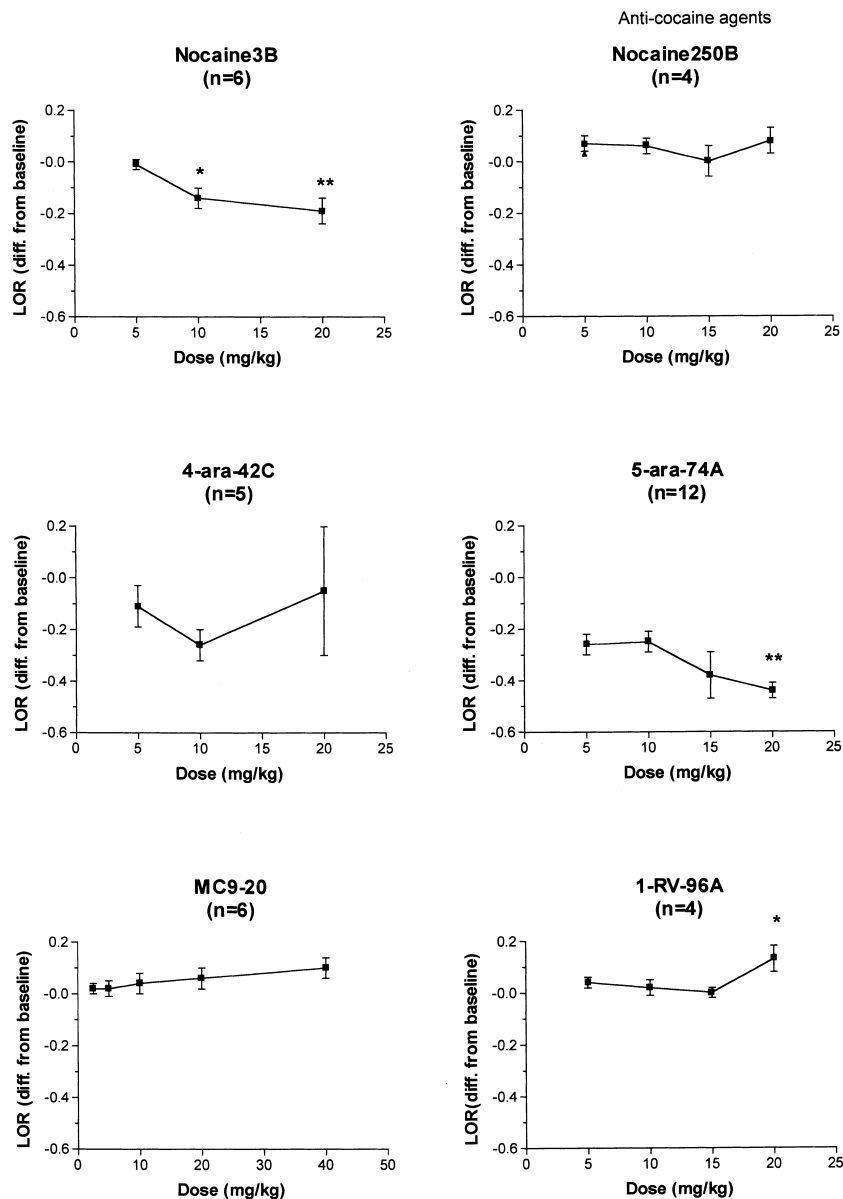 Anti-cocaine agents
Nocaine3B
(n=6)
LOR (diff. from baseline)
0.2
-0.0
-0.2
-0.4
-0.6
*
**
0 5 10 15 20 25
Dose (mg/kg)
Nocaine250B
(n=4)
LOR (diff. from baseline)
0.2
-0.0
-0.2
-0.4
-0.6
0 5 10 15 20 25
Dose (mg/kg)
4-ara-42C
(n=5)
LOR (diff. from baseline)
0.2
-0.0
-0.2
-0.4
-0.6
0 5 10 15 20 25
Dose (mg/kg)
5-ara-74A
(n=12)
LOR (diff. from baseline)
0.2
-0.0
-0.2
-0.4
-0.6
**
0 5 10 15 20 25
Dose (mg/kg)
MC9-20
(n=6)
LOR (diff. from baseline)
0.2
-0.0
-0.2
-0.4
-0.6
0 10 20 30 40 50
Dose (mg/kg)
1-RV-96A
(n=4)
*
LOR(diff. from baseline)
0.2
-0.0
-0.2
-0.4
-0.6
0 5 10 15 20 25
Dose (mg/kg)